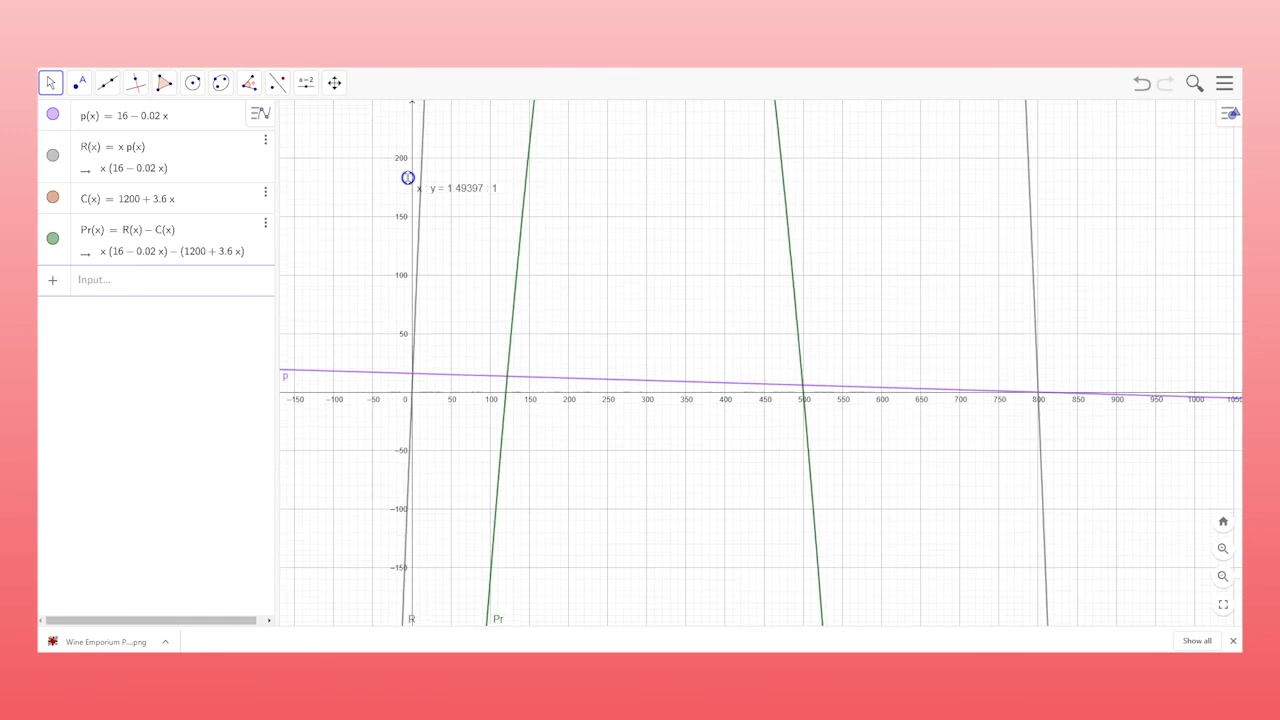 a=2
p(x) = 16 − 0.02 x
R(x) = x p(x)
→ x (16 − 0.02 x)
C(x) = 1200 + 3.6 x
Pr(x) = R(x) − C(x)
→ x (16 − 0.02 x) − (1200 + 3.6 x)
Input...
200
x : y = 1.49397 : 1
150
100
50
p
−150 −100 −50 0 50 100 150 200 250 300 350 400 450 500 550 600 650 700 750 800 850 900 950 1000 1050
−50
−100
−150
R Pr
Wine Emporium P....png
Show all